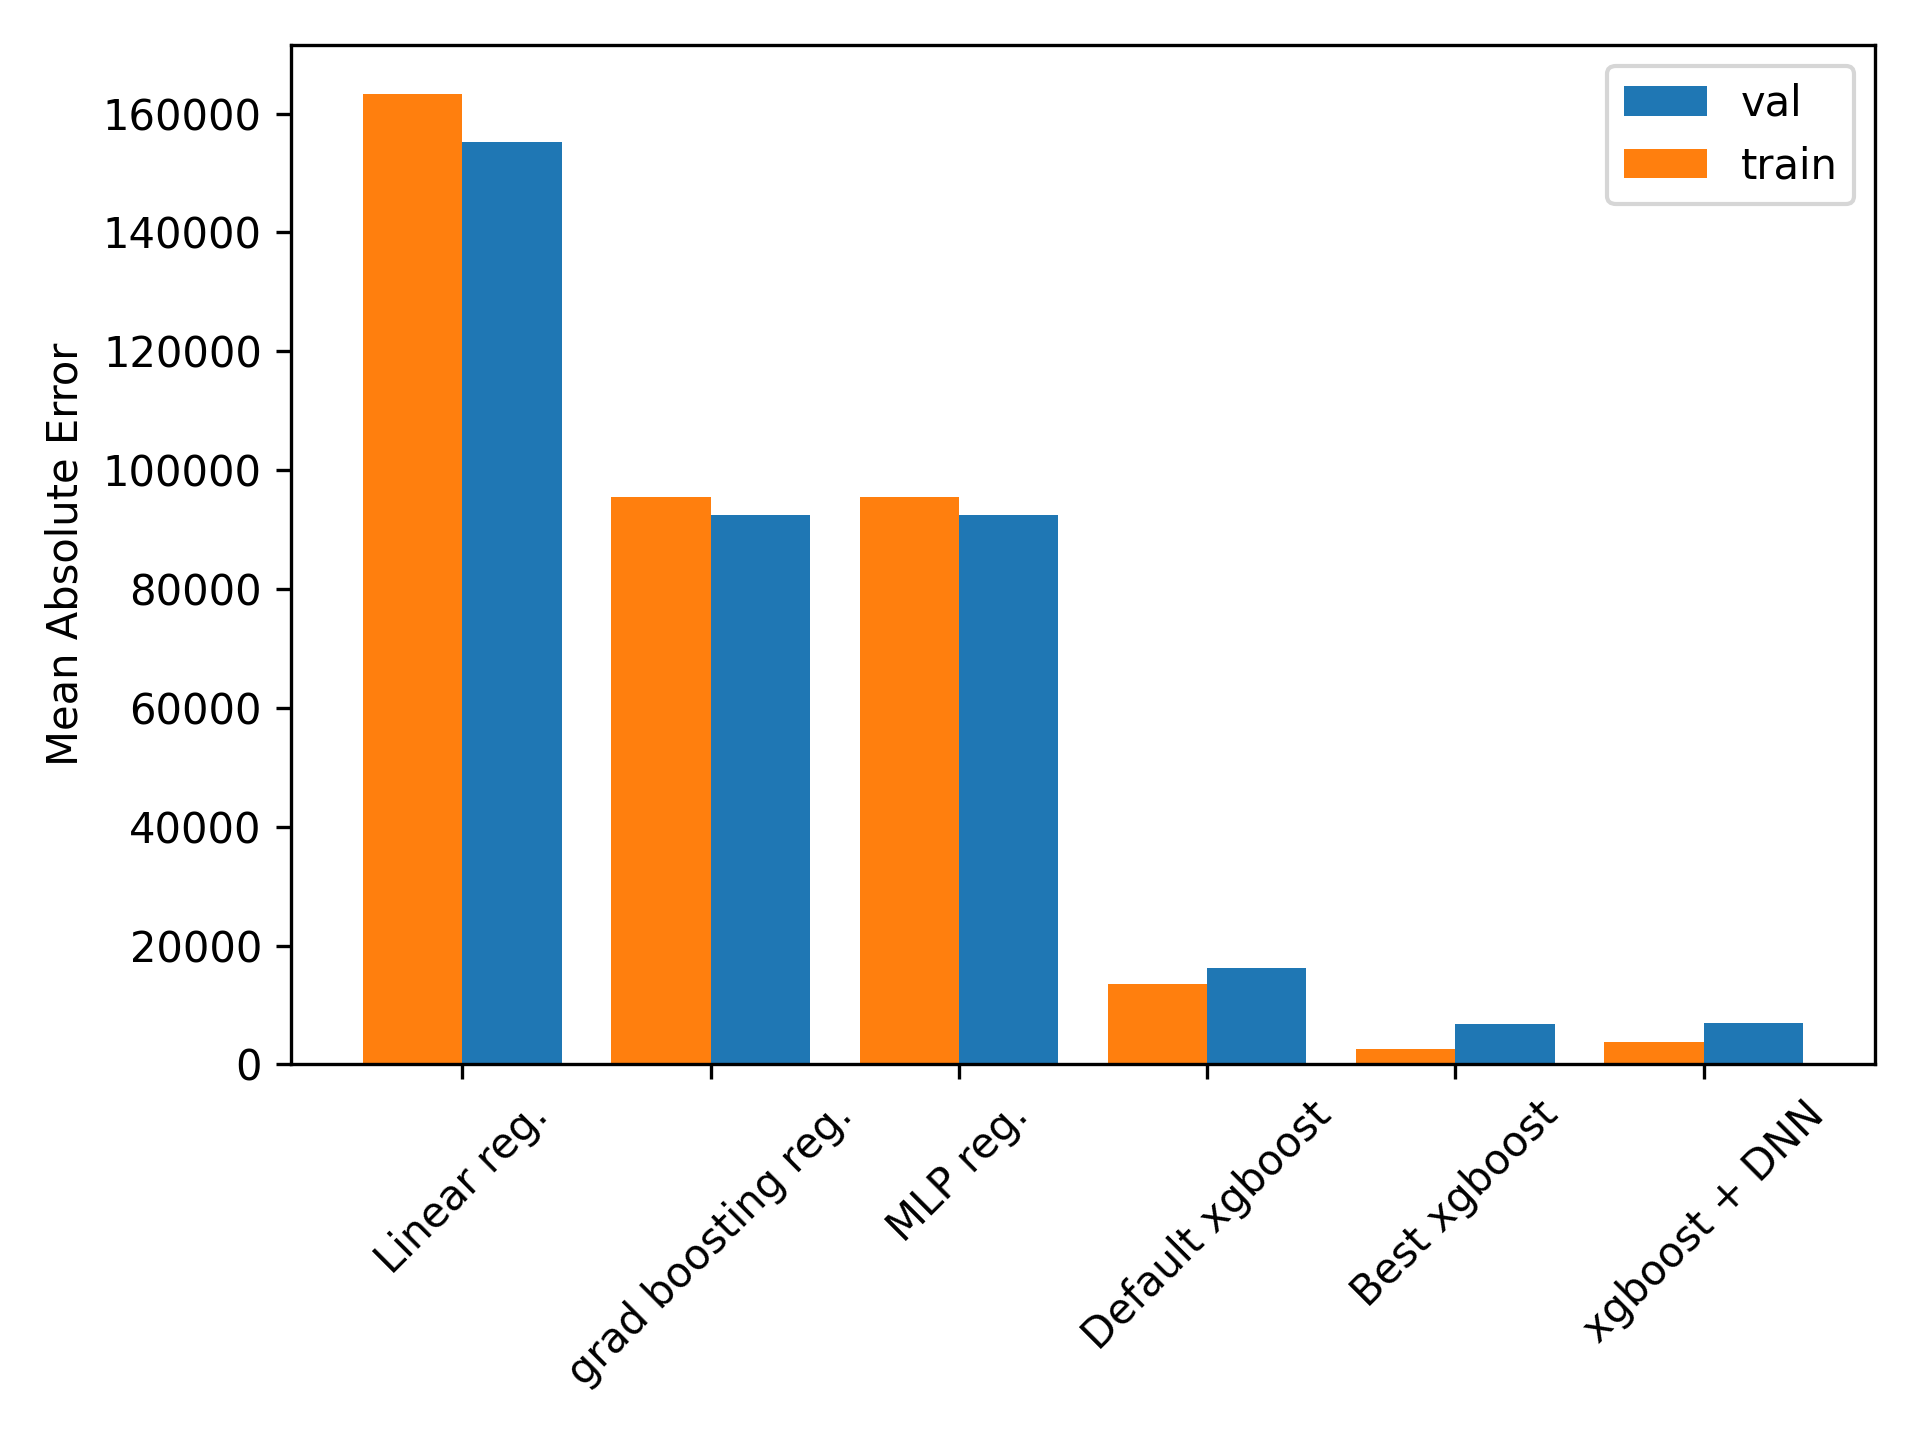 val
train
Mean Absolute Error
160000
140000
120000
100000
80000
60000
40000
20000
0
Linear reg.
grad boosting reg.
MLP reg.
Default xgboost
Best xgboost
xgboost + DNN